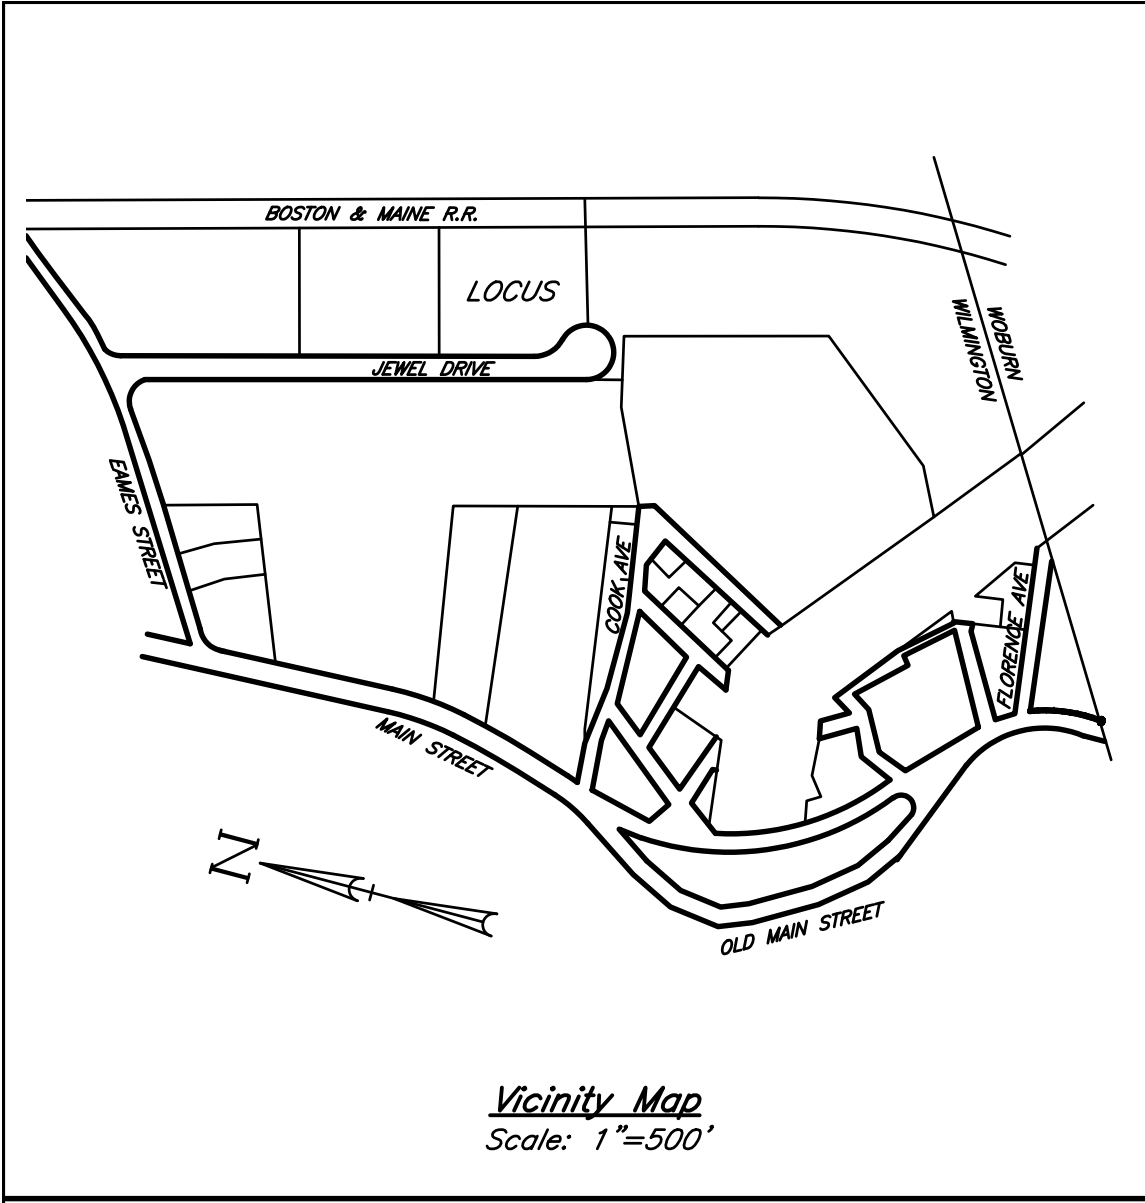 BOSTON & MAINE R.R.
LOCUS
WOBURN
WILMINGTON
JEWEL DRIVE
EAMES STREET
COOK AVE
FLORENCE AVE
MAIN STREET
N
OLD MAIN STREET
Vicinity Map
Scale: 1"=500'